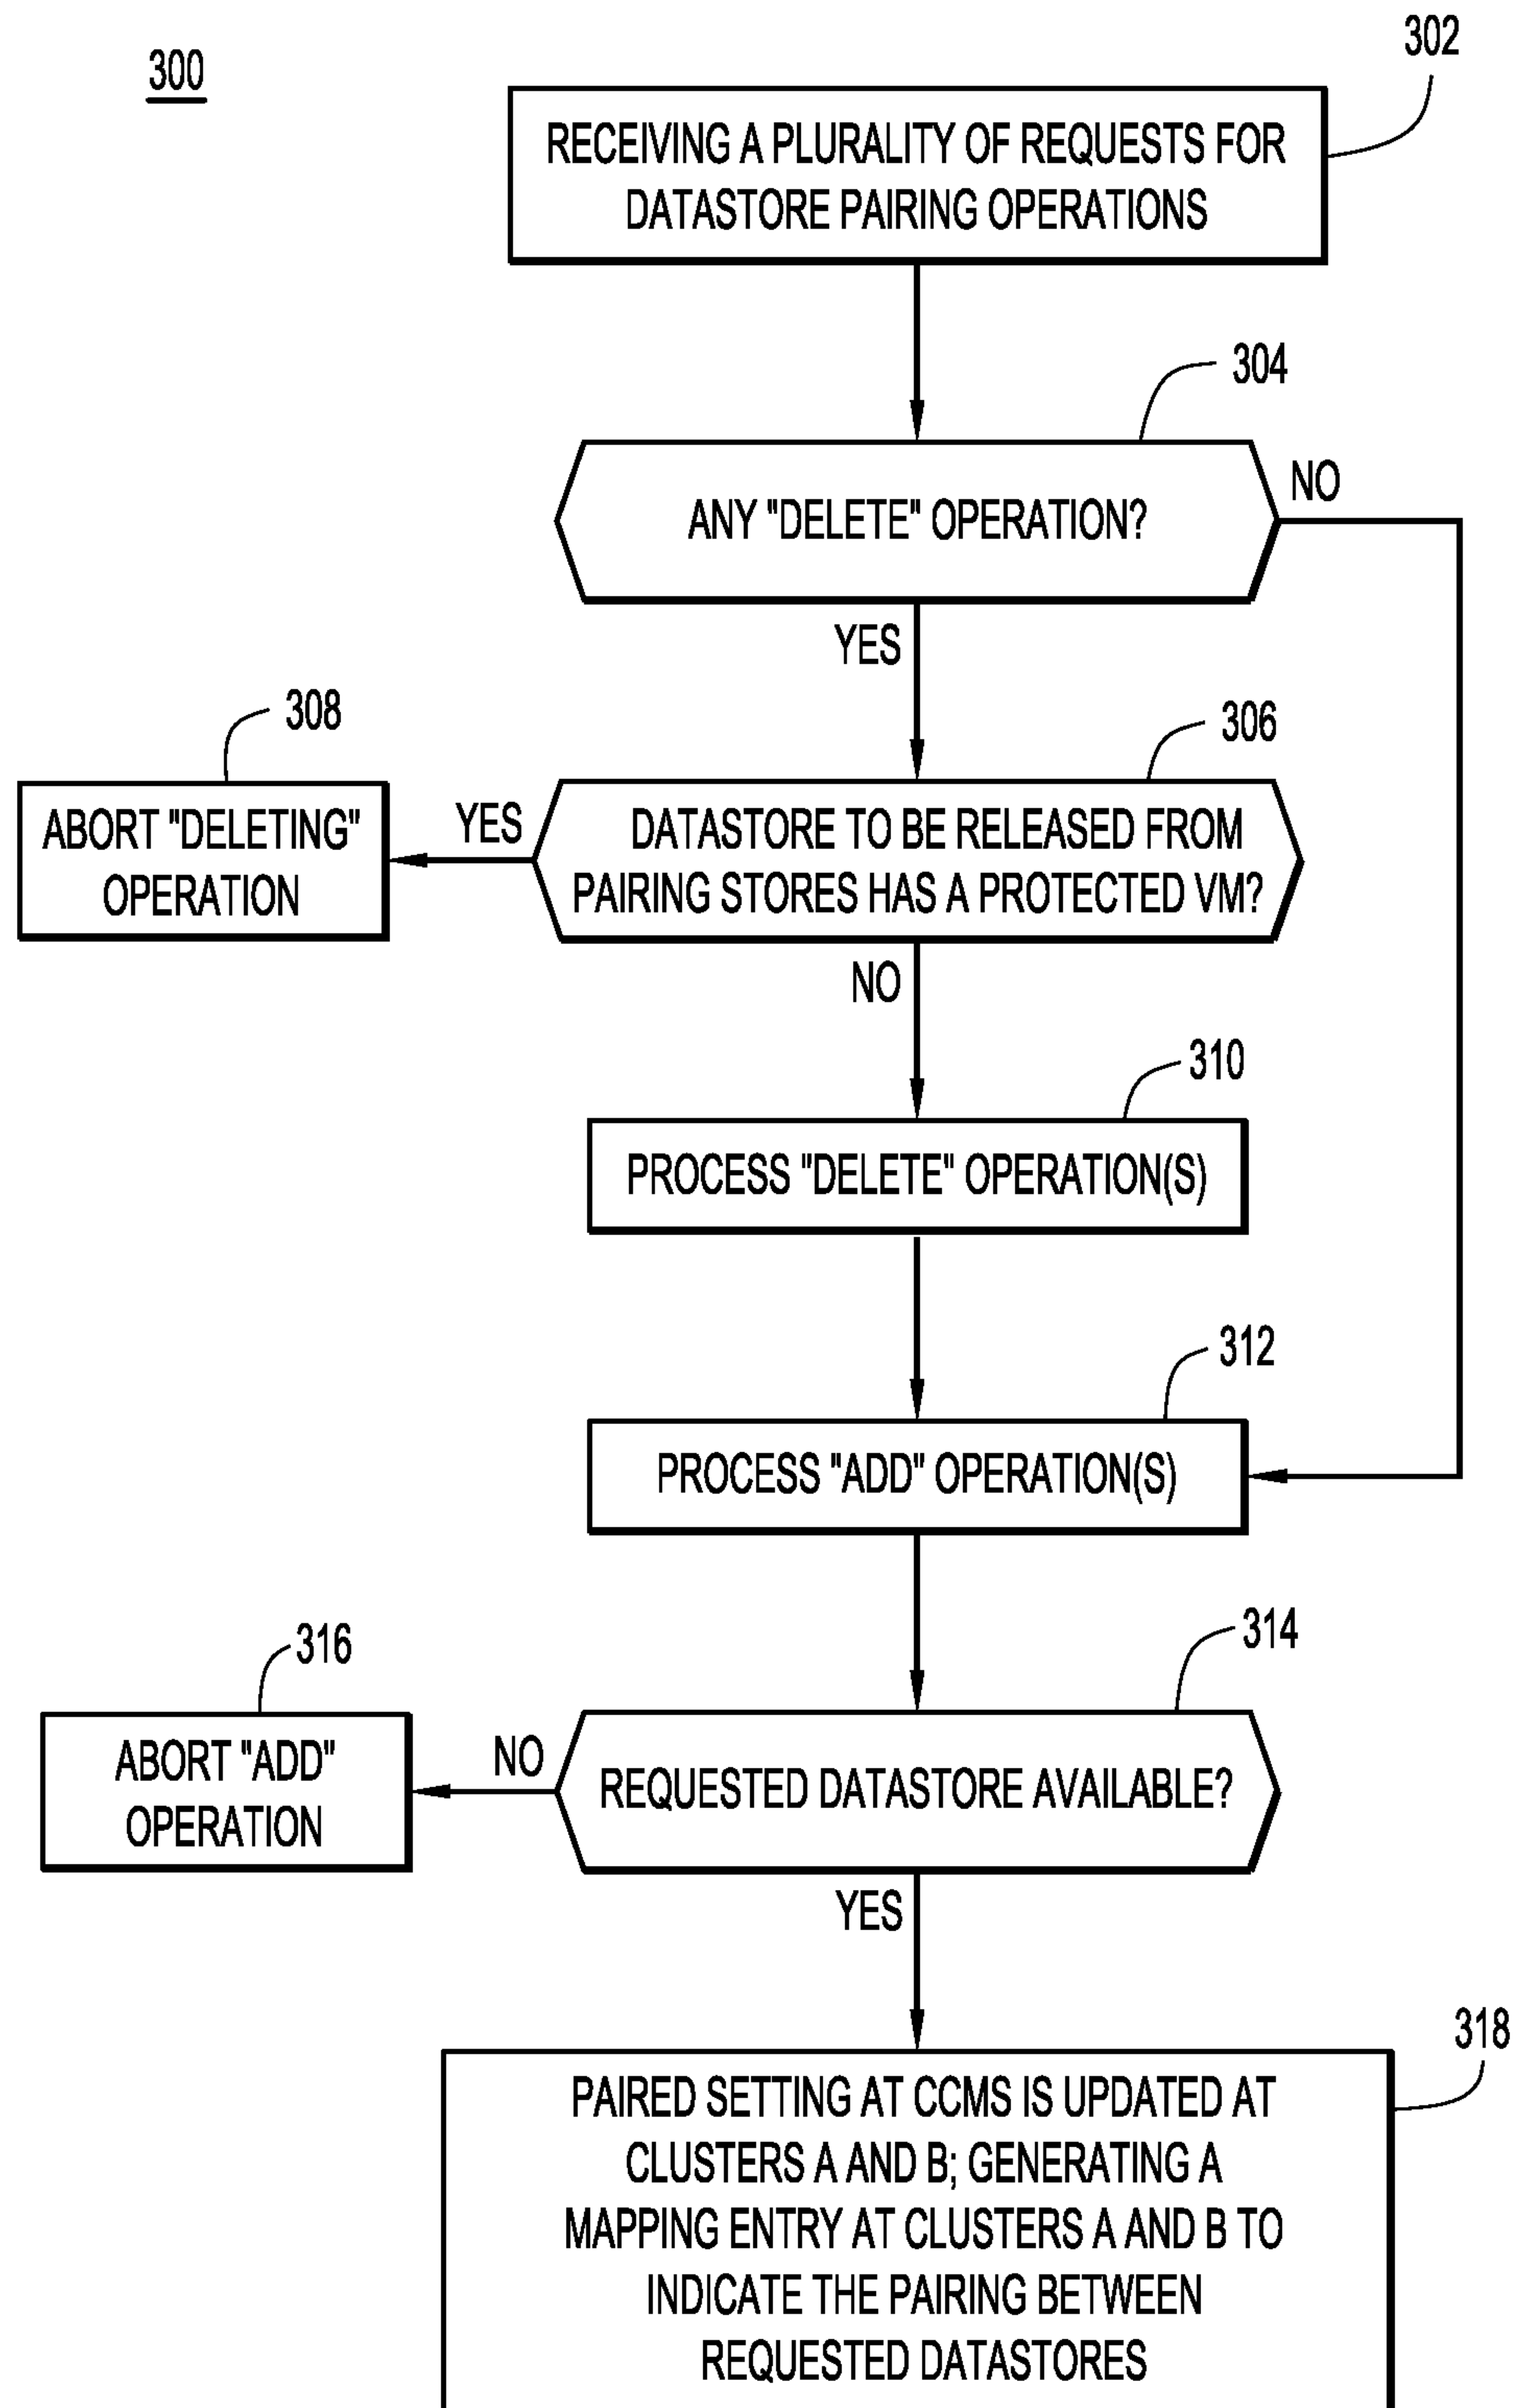 300
302
RECEIVING A PLURALITY OF REQUESTS FOR
DATASTORE PAIRING OPERATIONS
304
ANY "DELETE" OPERATION?
NO
YES
306
308
DATASTORE TO BE RELEASED FROM
PAIRING STORES HAS A PROTECTED VM?
YES
ABORT "DELETING"
OPERATION
NO
310
PROCESS "DELETE" OPERATION(S)
312
PROCESS "ADD" OPERATION(S)
314
316
REQUESTED DATASTORE AVAILABLE?
NO
ABORT "ADD"
OPERATION
YES
318
PAIRED SETTING AT CCMS IS UPDATED AT
CLUSTERS A AND B; GENERATING A
MAPPING ENTRY AT CLUSTERS A AND B TO
INDICATE THE PAIRING BETWEEN
REQUESTED DATASTORES